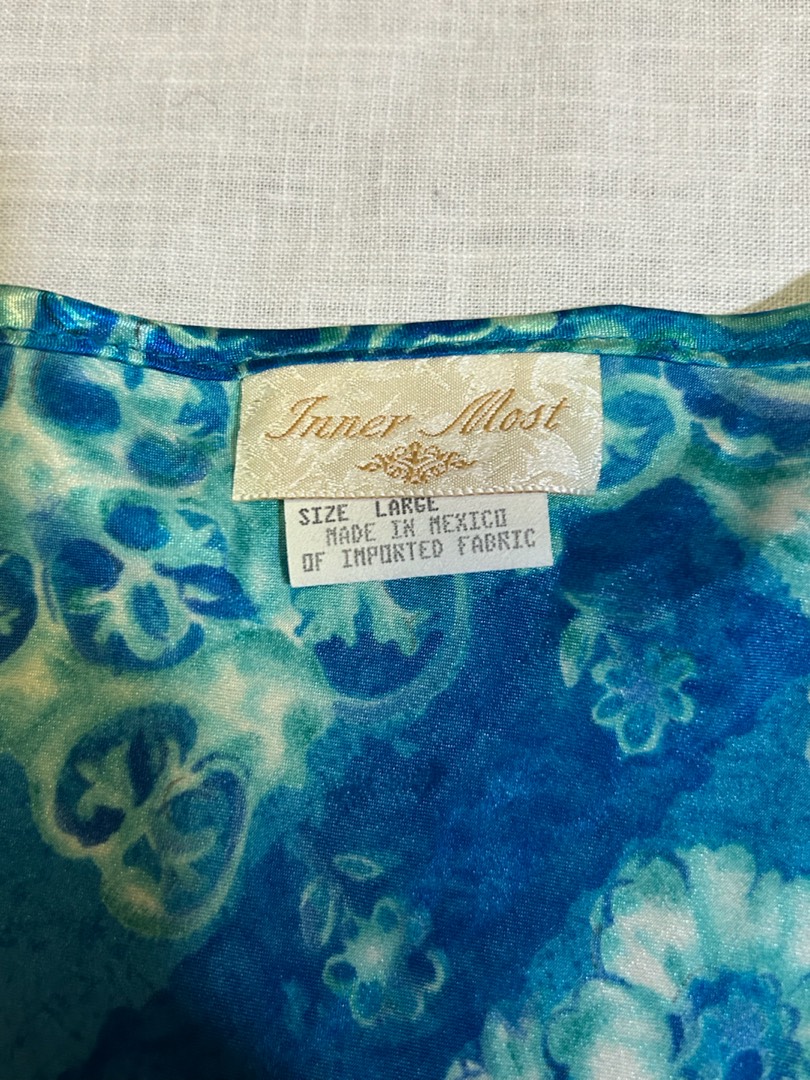 Inner Most
SIZE LARGE
MADE IN MEXICO
OF IMPORTED FABRIC